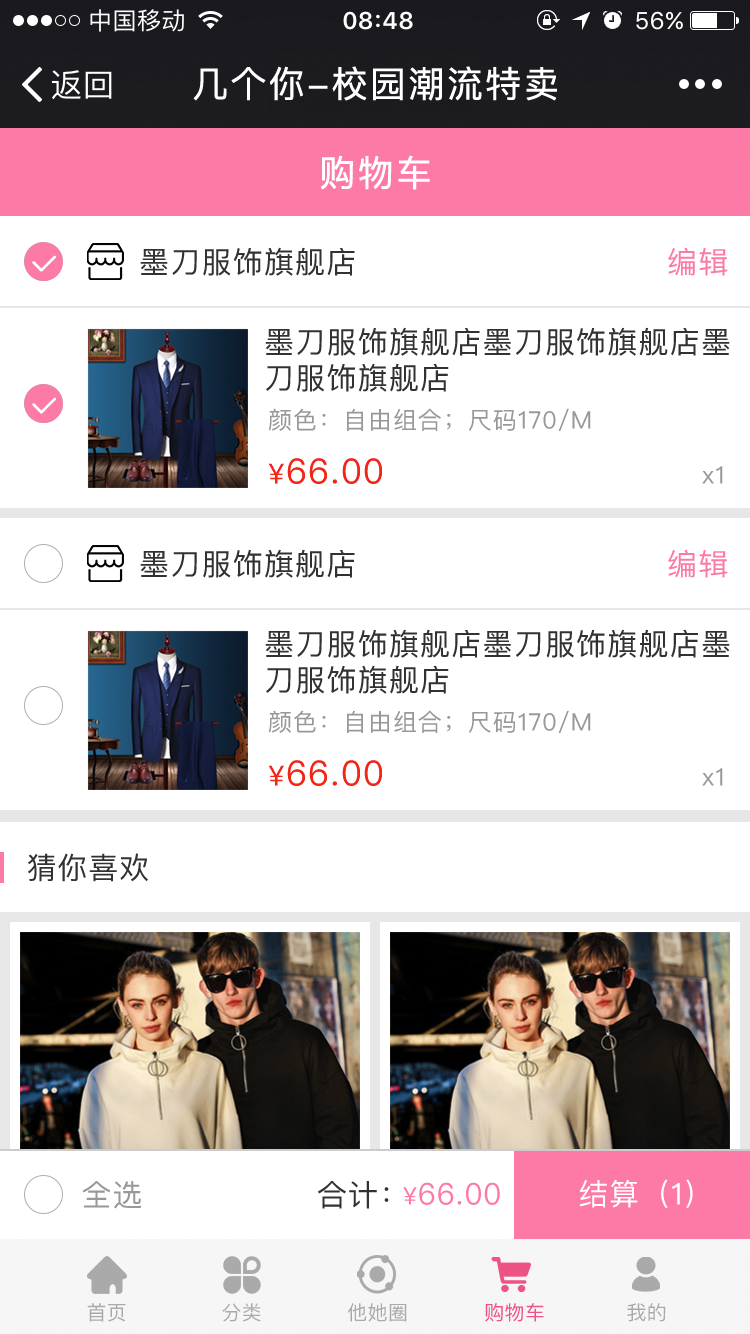 中国移动 08:48 56%
返回 几个你–校园潮流特卖
购物车
墨刀服饰旗舰店 编辑
墨刀服饰旗舰店墨刀服饰旗舰店墨
刀服饰旗舰店
颜色：自由组合；尺码170/M
¥66.00 x1
墨刀服饰旗舰店 编辑
墨刀服饰旗舰店墨刀服饰旗舰店墨
刀服饰旗舰店
颜色：自由组合；尺码170/M
¥66.00 x1
猜你喜欢
全选 合计：¥66.00 结算（1）
首页 分类 他她圈 购物车 我的